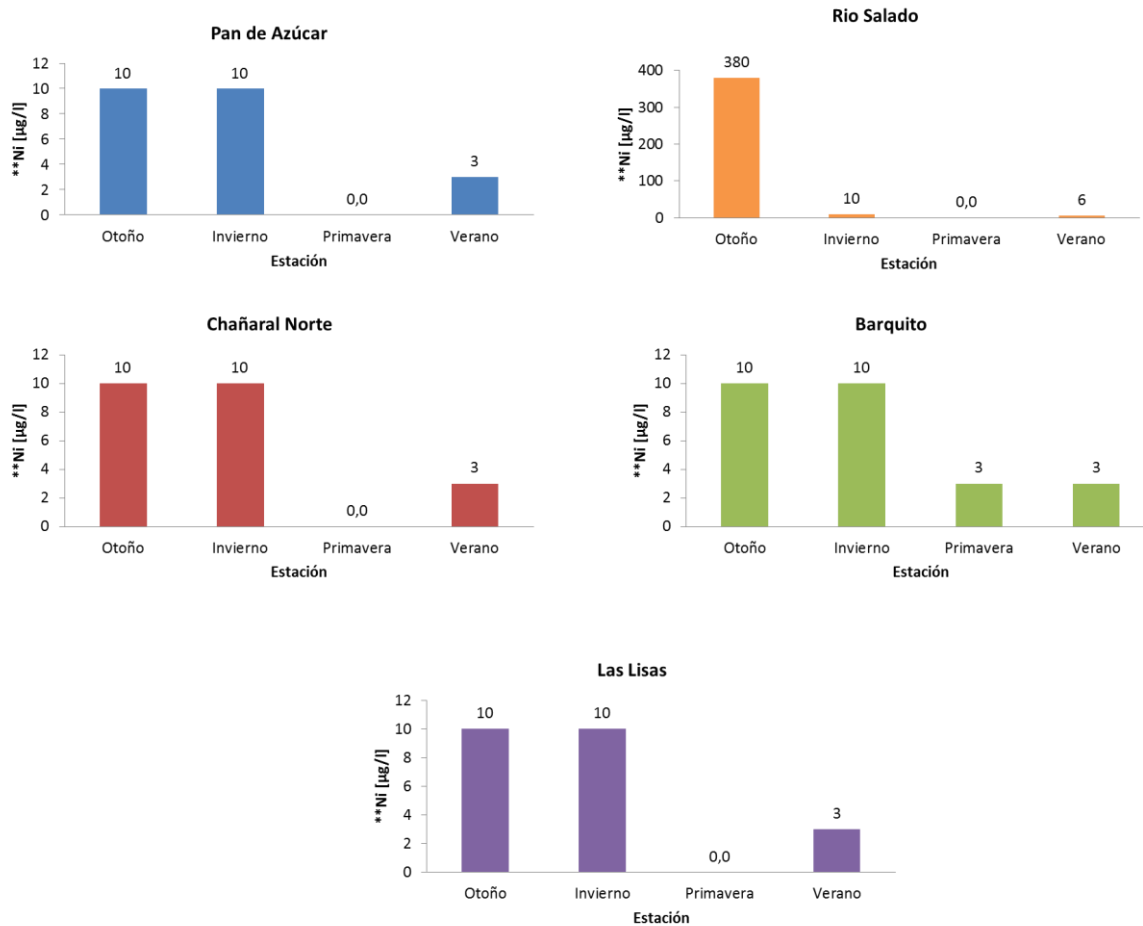 Pan de Azúcar
**Ni [µg/l]
12
10
8
6
4
2
0
10
10
0,0
3
Otoño
Invierno
Primavera
Verano
Estación
Rio Salado
**Ni [µg/l]
400
300
200
100
0
380
10
0,0
6
Otoño
Invierno
Primavera
Verano
Estación
Chañaral Norte
**Ni [µg/l]
12
10
8
6
4
2
0
10
10
0,0
3
Otoño
Invierno
Primavera
Verano
Estación
Barquito
**Ni [µg/l]
12
10
8
6
4
2
0
10
10
3
3
Otoño
Invierno
Primavera
Verano
Estación
Las Lisas
**Ni [µg/l]
12
10
8
6
4
2
0
10
10
0,0
3
Otoño
Invierno
Primavera
Verano
Estación